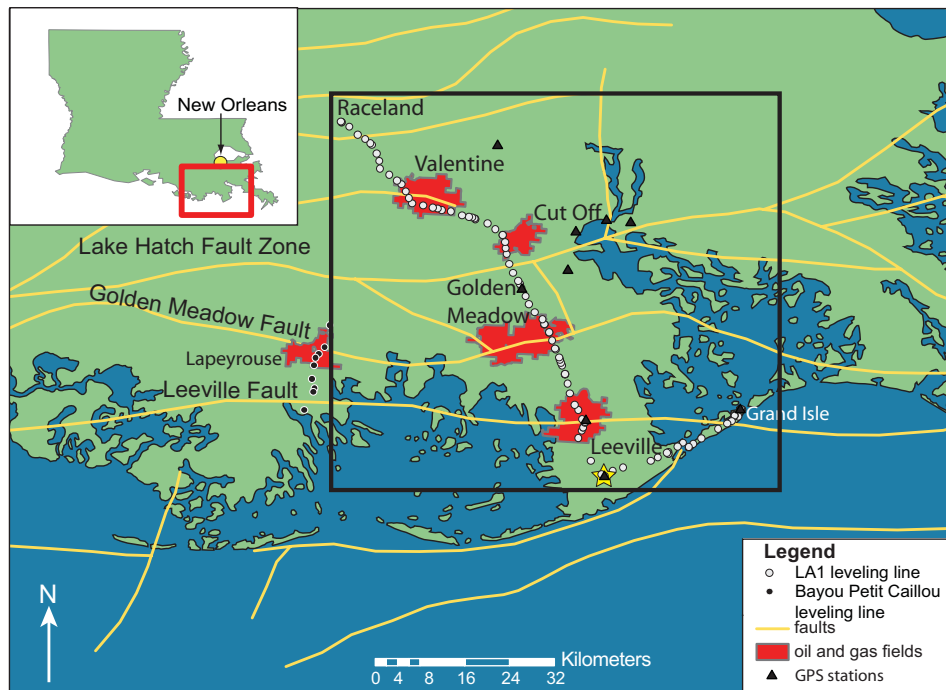 New Orleans
Raceland
Valentine
Cut Off
Lake Hatch Fault Zone
Golden Meadow Fault
Golden
Meadow
Lapeyrouse
Leeville Fault
Grand Isle
Leeville
N
Kilometers
0 4 8 16 24 32
Legend
LA1 leveling line
Bayou Petit Caillou
leveling line
faults
oil and gas fields
GPS stations